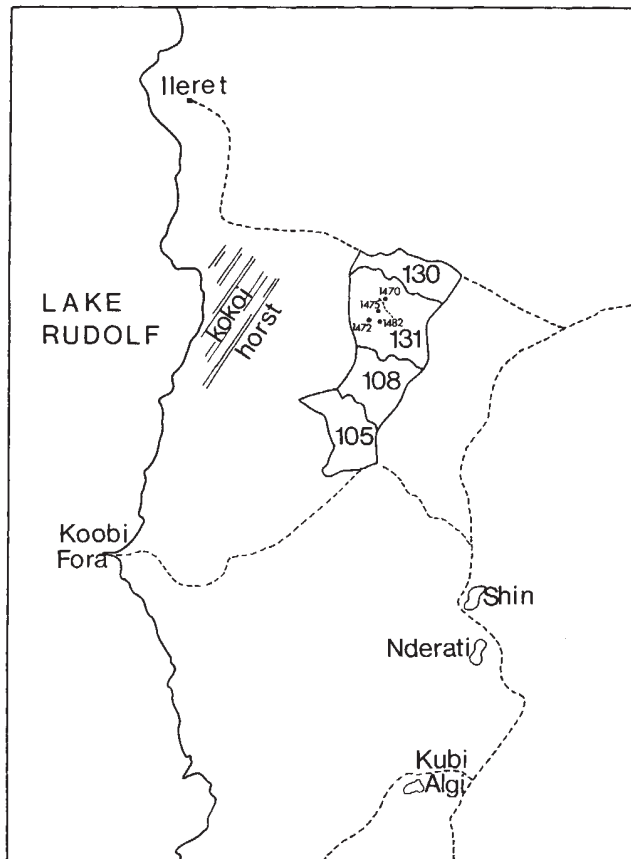 Ileret
130
1470
1475
1472
1482
131
LAKE
RUDOLF
kokoi
horst
108
105
Koobi
Fora
Shin
Nderati
Kubi
Algi